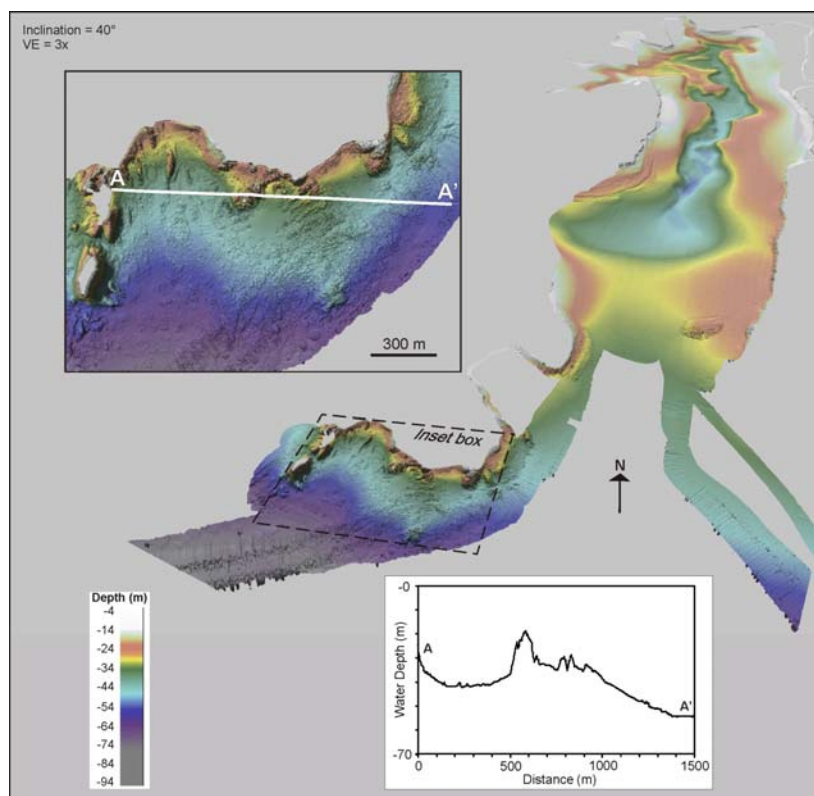 Inclination = 40°
VE = 3x
A
A'
300 m
Inset box
N
Depth (m)
-4
-14
-24
-34
-44
-54
-64
-74
-84
-94
-0
Water Depth (m)
A
A'
-70
0
500
1000
1500
Distance (m)